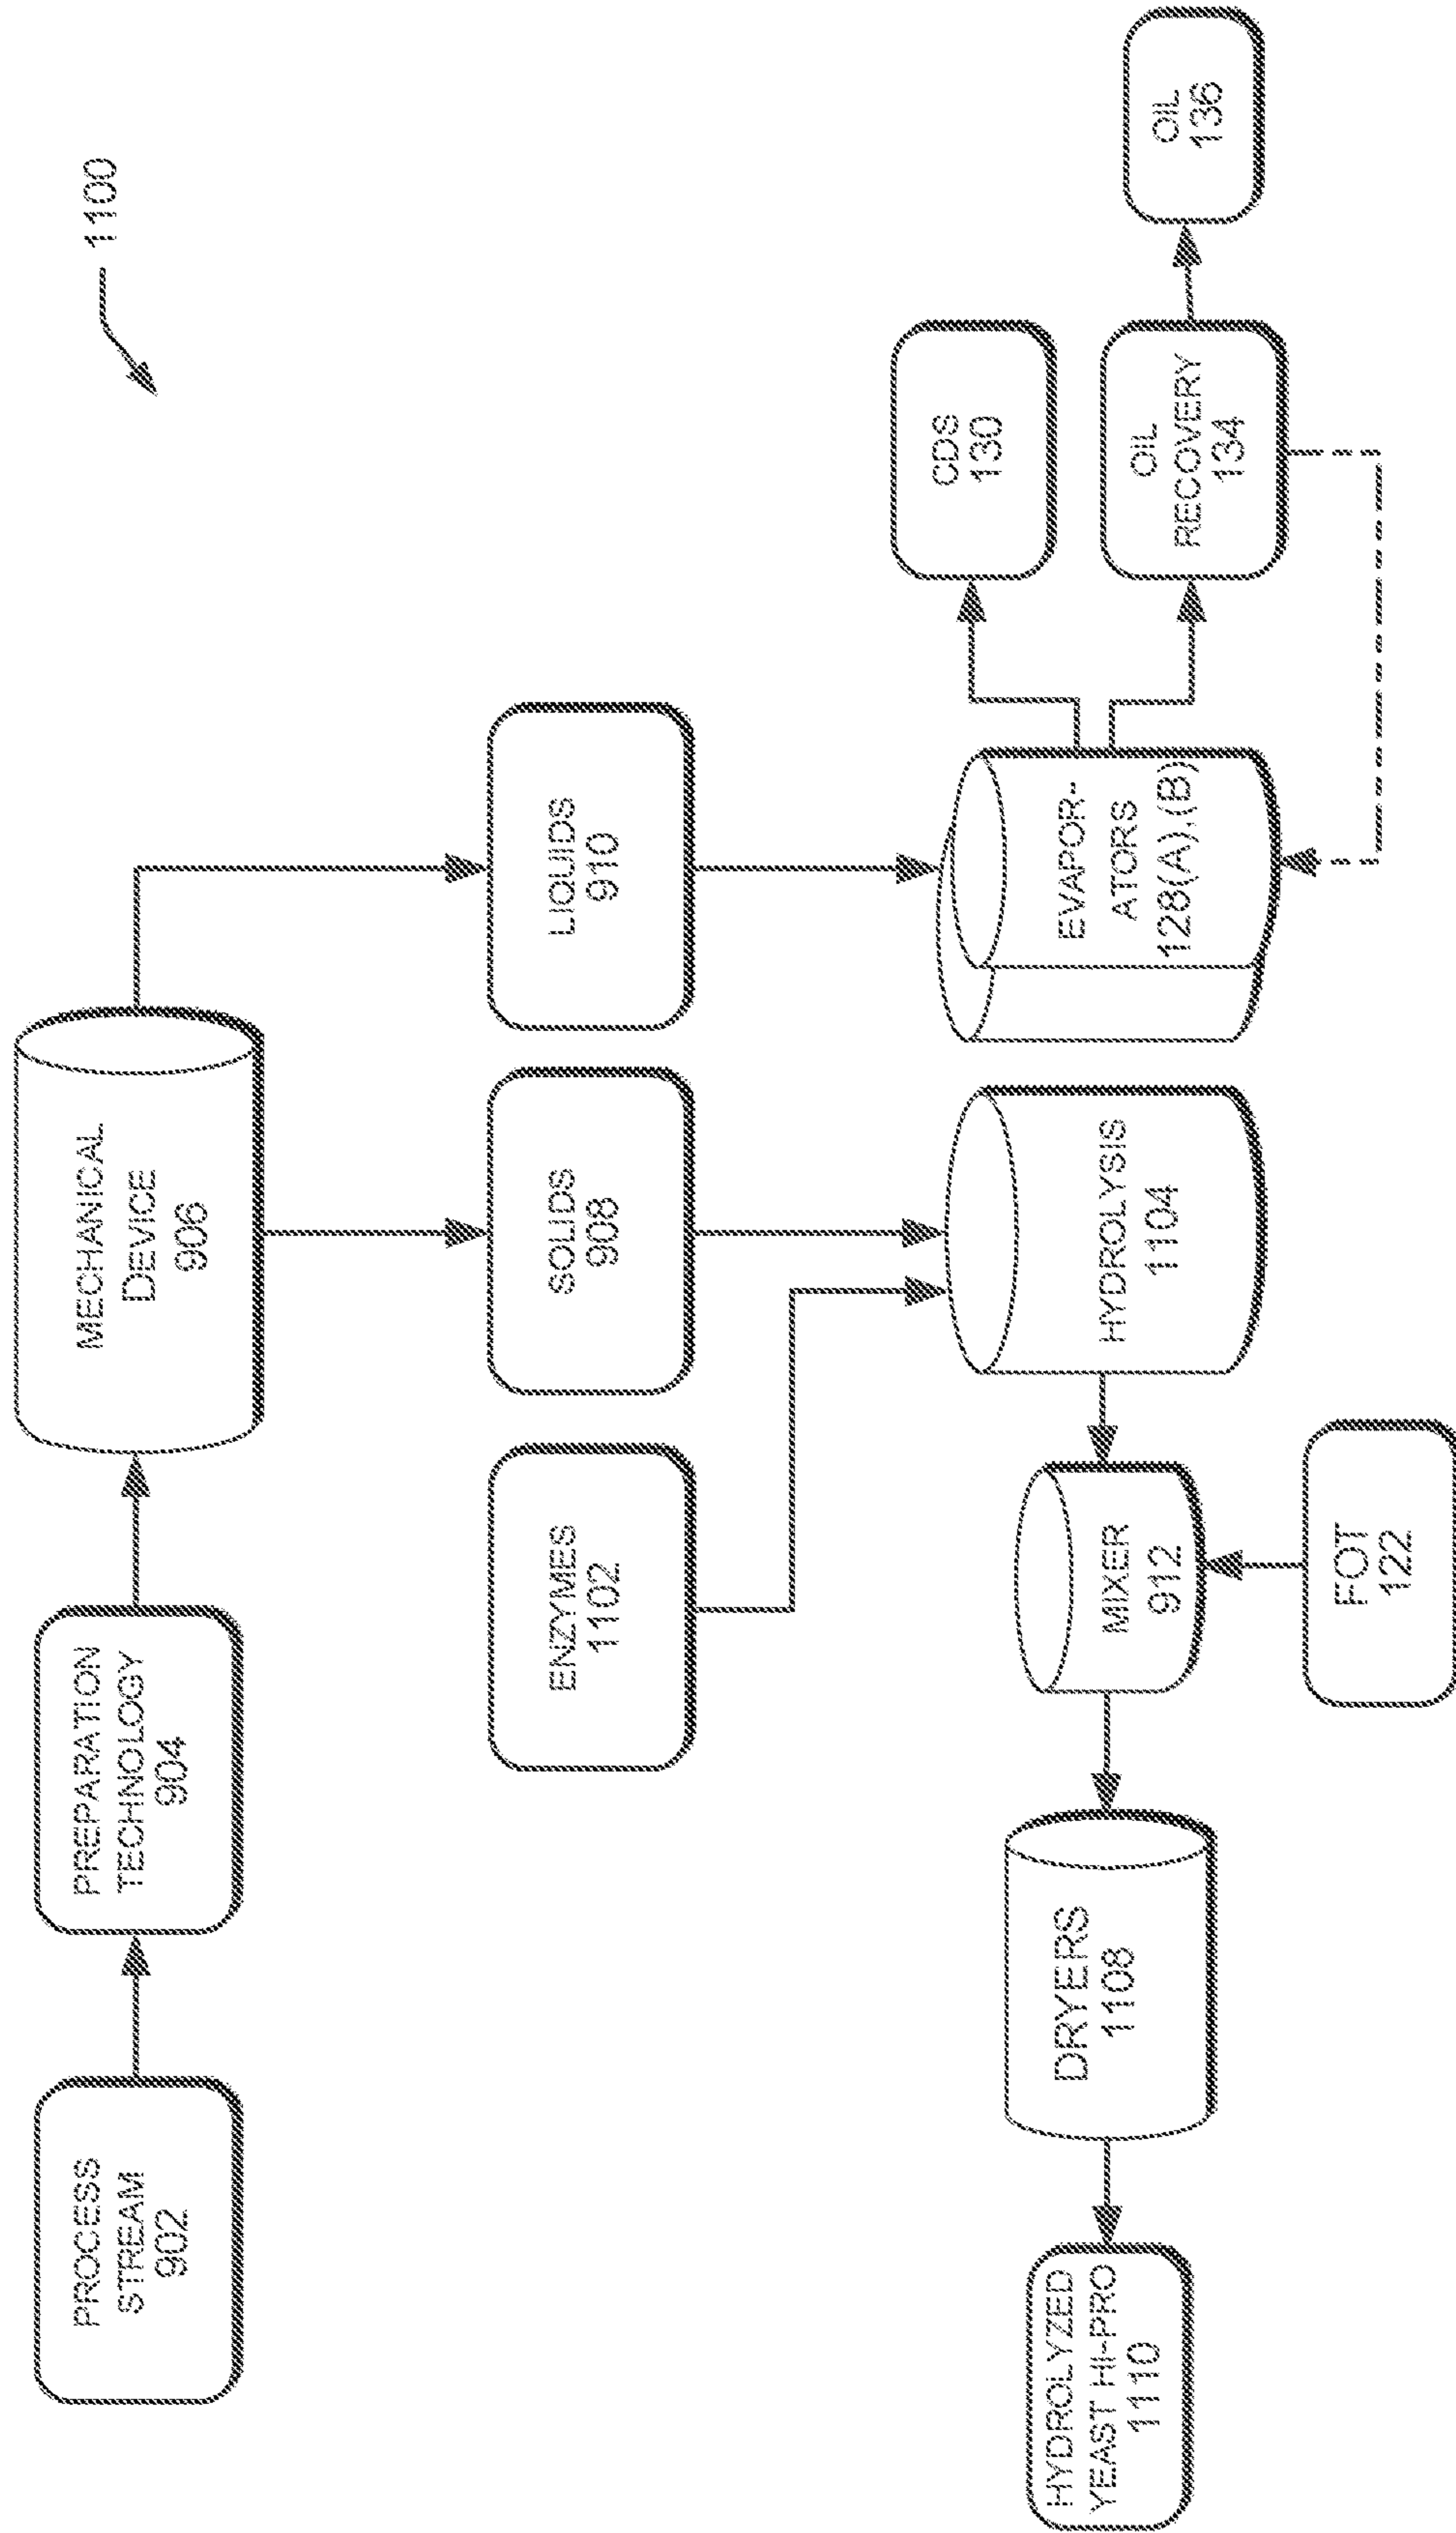 1100
PROCESS
STREAM
902
PREPARATION
TECHNOLOGY
904
MECHANICAL
DEVICE
906
ENZYMES
1102
SOLIDS
908
LIQUIDS
910
HYDROLYZED
YEAST HI-PRO
1110
DRYERS
1108
MIXER
912
FOT
122
HYDROLYSIS
1104
EVAPOR-
ATORS
128(A),(B)
CDS
130
OIL
RECOVERY
134
OIL
136